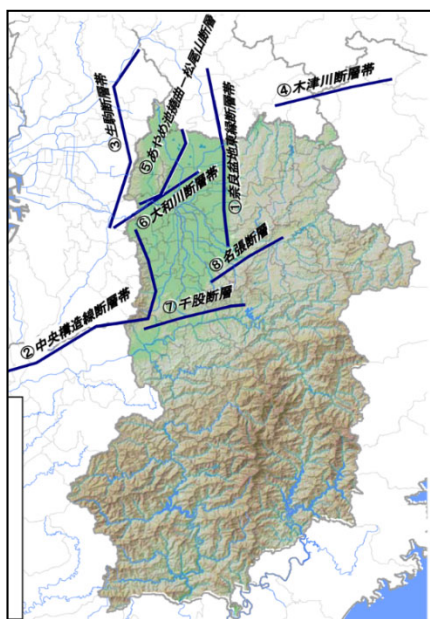 ①奈良盆地東縁断層帯
②中央構造線断層帯
③生駒断層帯
④木津川断層帯
⑤あやめ池撓曲ー松尾山断層
⑥大和川断層帯
⑦千股断層
⑧名張断層